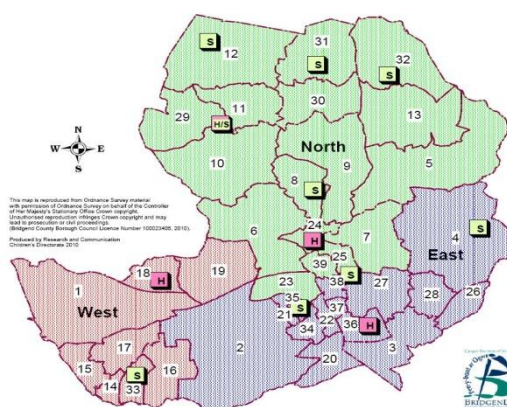 31
S
12
S
32
S
N
W E
S
29
11
H/S
30
13
North
10
9
8
5
S
This map is reproduced from Ordnance Survey material
with permission of Ordnance Survey on behalf of the Controller
of Her Majesty's Stationary Office Crown copyright.
Unauthorised reproduction infringes Crown copyright and may
lead to prosecution or civil proceedings.
(Bridgend County Borough Council Licence Number 100023405, 2010).
Produced by Research and Communication
Children's Directorate 2010
6
24
H
7
4
S
East
25
39
S
18
H
19
23
38
27
1
West
35
S
21
37
22
34
36
H
28
26
2
3
20
17
15
16
14
33
S
BRIDGEND